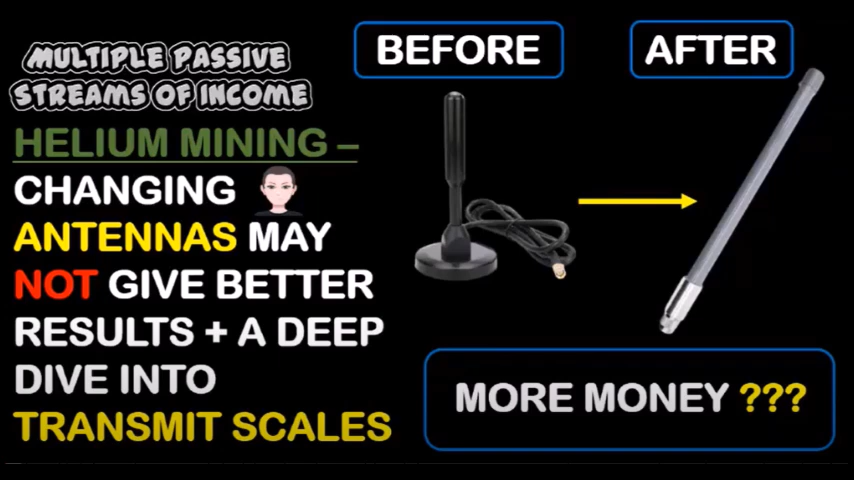 MULTIPLE PASSIVE
STREAMS OF INCOME
HELIUM MINING –
CHANGING
ANTENNAS MAY
NOT GIVE BETTER
RESULTS + A DEEP
DIVE INTO
TRANSMIT SCALES
BEFORE
AFTER
MORE MONEY ???